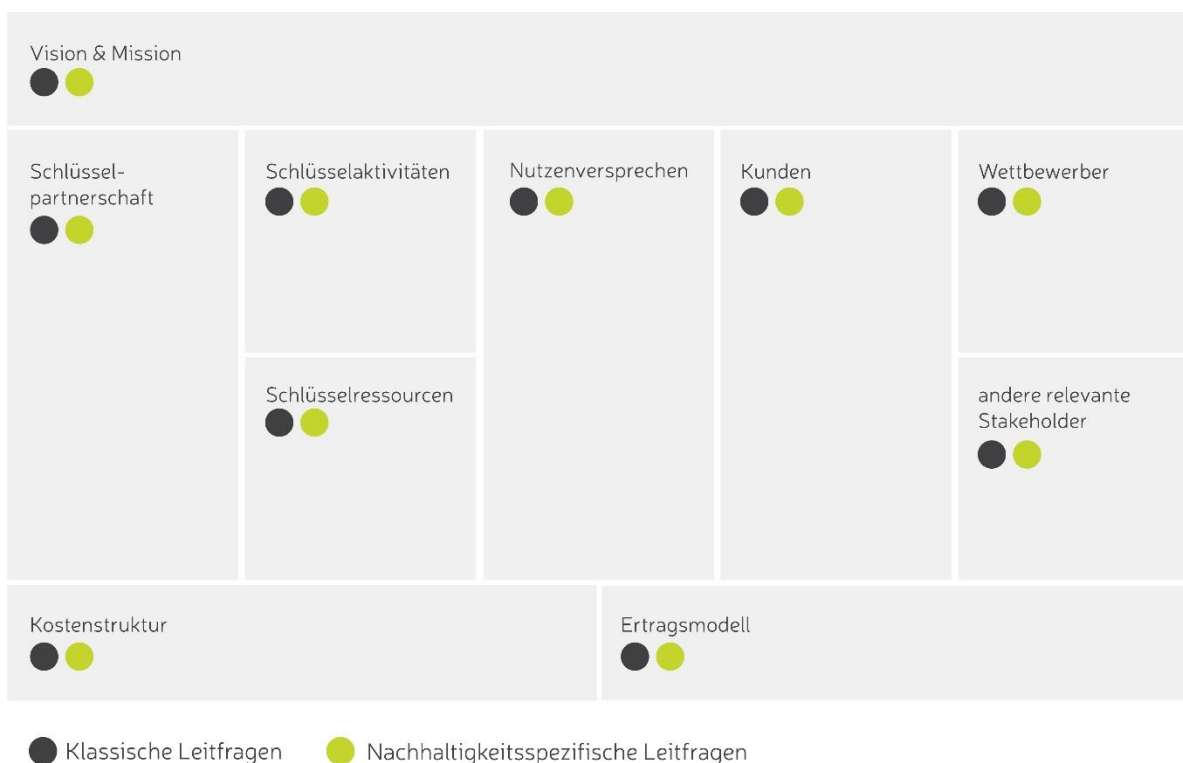 Vision & Mission
Schlüssel-
partnerschaft
Schlüsselaktivitäten
Nutzenversprechen
Kunden
Wettbewerber
Schlüsselressourcen
andere relevante
Stakeholder
Kostenstruktur
Ertragsmodell
Klassische Leitfragen
Nachhaltigkeitsspezifische Leitfragen